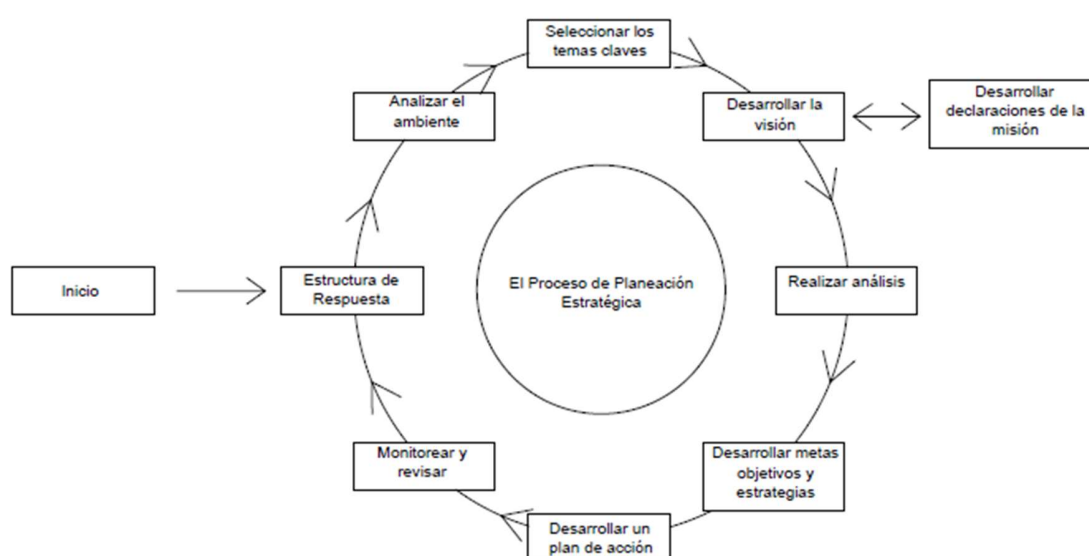 Seleccionar los
temas claves
Analizar el
ambiente
Desarrollar la
visión
Desarrollar
declaraciones de la
misión
Inicio
Estructura de
Respuesta
El Proceso de Planeación
Estratégica
Realizar análisis
Monitorear y
revisar
Desarrollar metas
objetivos y
estrategias
Desarrollar un
plan de acción